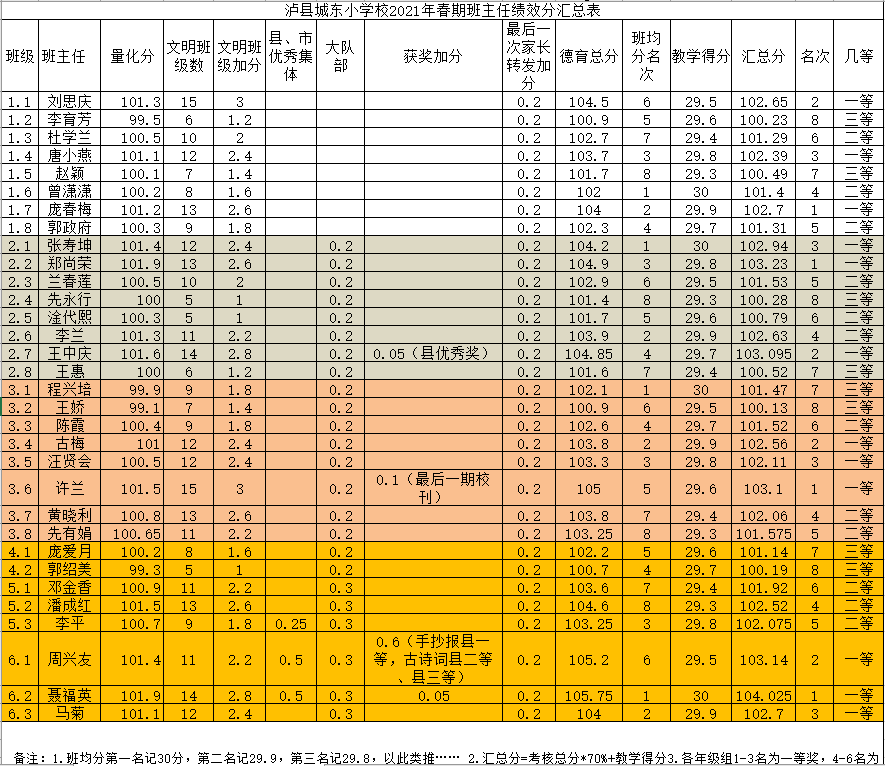 泸县城东小学校2021年春期班主任绩效分汇总表
班级 班主任 量化分 文明班级数 文明班级加分 县、市优秀集体 大队部 获奖加分 最后一次家长转发加分 德育总分 班均分名次 教学得分 汇总分 名次 几等
1.1 刘思庆 101.3 15 3 0.2 104.5 6 29.5 102.65 2 一等
1.2 李育芳 99.5 6 1.2 0.2 100.9 5 29.6 100.23 8 三等
1.3 杜学兰 100.5 10 2 0.2 102.7 7 29.4 101.29 6 二等
1.4 唐小燕 101.1 12 2.4 0.2 103.7 3 29.8 102.39 3 一等
1.5 赵颖 100.1 7 1.4 0.2 101.7 8 29.3 100.49 7 三等
1.6 曾潇潇 100.2 8 1.6 0.2 102 1 30 101.4 4 二等
1.7 庞春梅 101.2 13 2.6 0.2 104 2 29.9 102.7 1 一等
1.8 郭政府 100.3 9 1.8 0.2 102.3 4 29.7 101.31 5 二等
2.1 张寿坤 101.4 12 2.4 0.2 0.2 104.2 1 30 102.94 3 一等
2.2 郑尚荣 101.9 13 2.6 0.2 0.2 104.9 3 29.8 103.23 1 一等
2.3 兰春莲 100.5 10 2 0.2 0.2 102.9 6 29.5 101.53 5 二等
2.4 先永行 100 5 1 0.2 0.2 101.4 8 29.3 100.28 8 三等
2.5 淦代熙 100.3 5 1 0.2 0.2 101.7 5 29.6 100.79 6 二等
2.6 李兰 101.3 11 2.2 0.2 0.2 103.9 2 29.9 102.63 4 二等
2.7 王中庆 101.6 14 2.8 0.2 0.05（县优秀奖） 0.2 104.85 4 29.7 103.095 2 一等
2.8 王惠 100 6 1.2 0.2 0.2 101.6 7 29.4 100.52 7 三等
3.1 程兴培 99.9 9 1.8 0.2 0.2 102.1 1 30 101.47 7 三等
3.2 王娇 99.1 7 1.4 0.2 0.2 100.9 6 29.5 100.13 8 三等
3.3 陈霞 100.4 9 1.8 0.2 0.2 102.6 4 29.7 101.52 6 二等
3.4 古梅 101 12 2.4 0.2 0.2 103.8 2 29.9 102.56 2 一等
3.5 汪贤会 100.5 12 2.4 0.2 0.2 103.3 3 29.8 102.11 3 一等
3.6 许兰 101.5 15 3 0.2 0.1（最后一期校刊） 0.2 105 5 29.6 103.1 1 一等
3.7 黄晓利 100.8 13 2.6 0.2 0.2 103.8 7 29.4 102.06 4 二等
3.8 先有娟 100.65 11 2.2 0.2 0.2 103.25 8 29.3 101.575 5 二等
4.1 庞爱月 100.2 8 1.6 0.2 0.2 102.2 5 29.6 101.14 7 三等
4.2 郭绍美 99.3 5 1 0.2 0.2 100.7 4 29.7 100.19 8 三等
5.1 邓金香 100.9 11 2.2 0.3 0.2 103.6 7 29.4 101.92 6 二等
5.2 潘成红 101.5 13 2.6 0.3 0.2 104.6 8 29.3 102.52 4 二等
5.3 李平 100.7 9 1.8 0.25 0.3 0.2 103.25 3 29.8 102.075 5 二等
6.1 周兴友 101.4 11 2.2 0.5 0.3 0.6（手抄报县一等，古诗词县二等、县三等） 0.2 105.2 6 29.5 103.14 2 一等
6.2 聂福英 101.9 14 2.8 0.5 0.3 0.05 0.2 105.75 1 30 104.025 1 一等
6.3 马菊 101.1 12 2.4 0.3 0.2 104 2 29.9 102.7 3 一等
备注：1.班均分第一名记30分，第二名记29.9，第三名记29.8，以此类推…… 2.汇总分=考核总分*70%+教学得分3.各年级组1-3名为一等奖，4-6名为